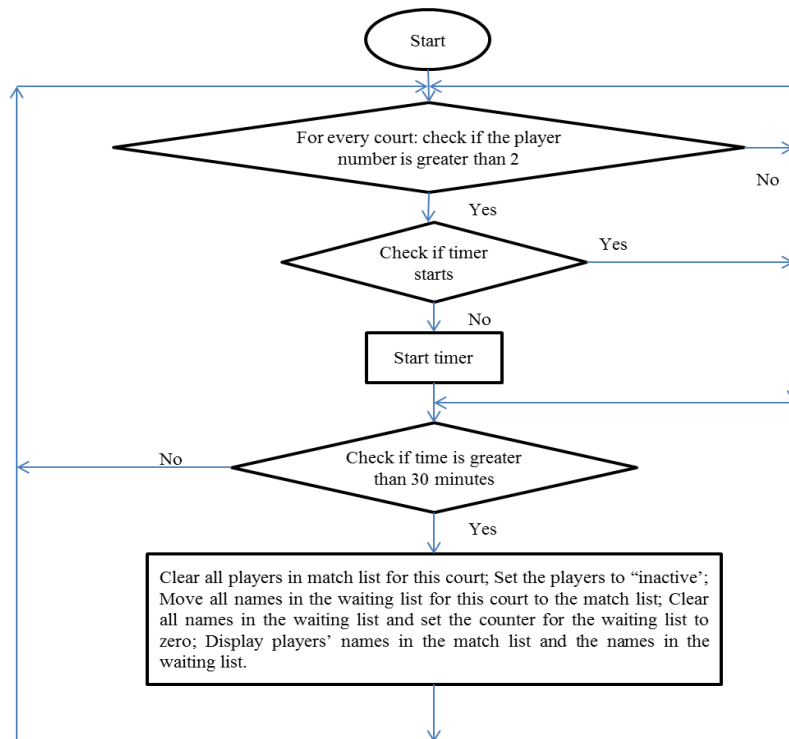 Start
For every court: check if the player
number is greater than 2
No
Yes
Check if timer
starts
Yes
No
Start timer
Check if time is greater
than 30 minutes
No
Yes
Clear all players in match list for this court; Set the players to “inactive’;
Move all names in the waiting list for this court to the match list; Clear
all names in the waiting list and set the counter for the waiting list to
zero; Display players’ names in the match list and the names in the
waiting list.